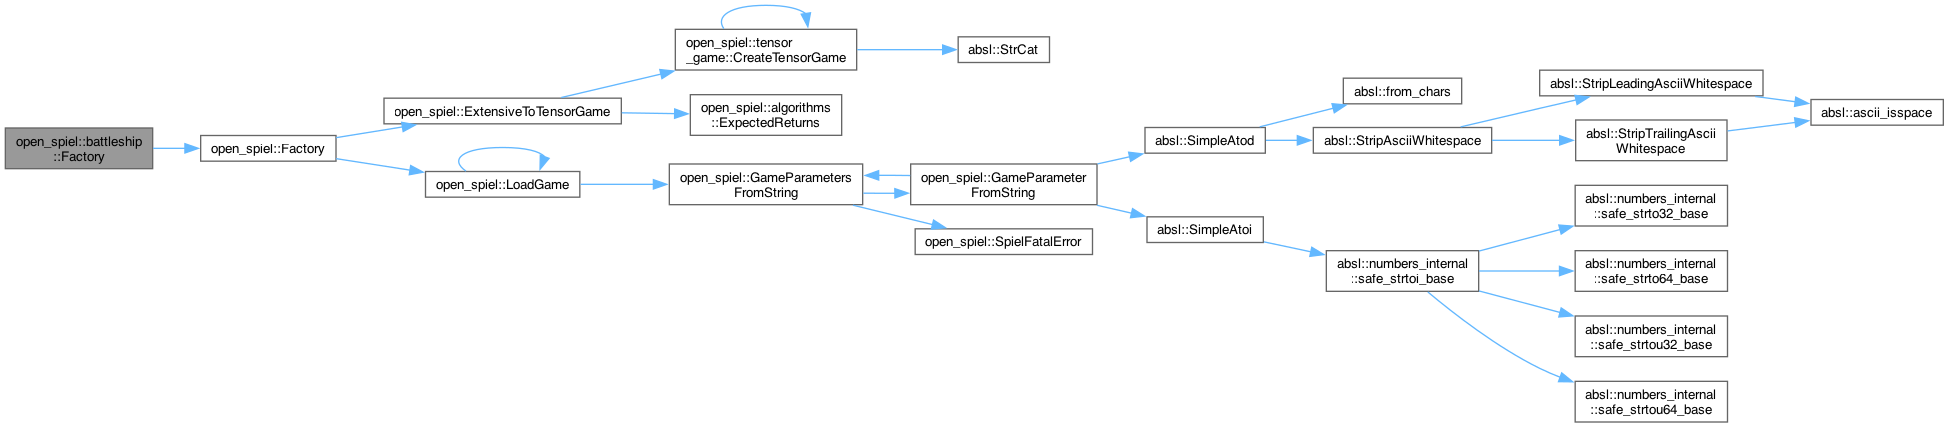 open_spiel::battleship
::Factory
open_spiel::Factory
open_spiel::ExtensiveToTensorGame
open_spiel::tensor
_game::CreateTensorGame
absl::StrCat
open_spiel::algorithms
::ExpectedReturns
open_spiel::LoadGame
open_spiel::GameParameters
FromString
open_spiel::GameParameter
FromString
open_spiel::SpielFatalError
absl::SimpleAtod
absl::from_chars
absl::StripAsciiWhitespace
absl::StripLeadingAsciiWhitespace
absl::StripTrailingAscii
Whitespace
absl::ascii_isspace
absl::SimpleAtoi
absl::numbers_internal
::safe_strtoi_base
absl::numbers_internal
::safe_strto32_base
absl::numbers_internal
::safe_strto64_base
absl::numbers_internal
::safe_strtou32_base
absl::numbers_internal
::safe_strtou64_base